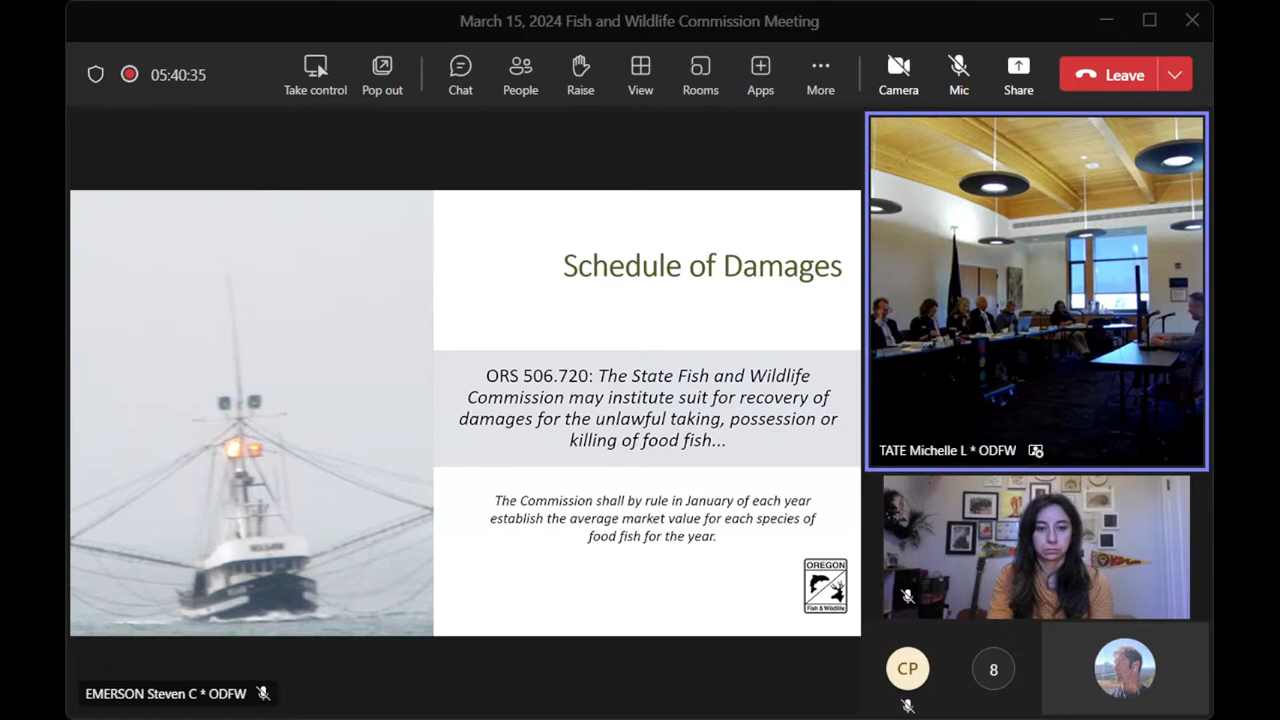 March 15, 2024 Fish and Wildlife Commission Meeting
05:40:35
Take control
Pop out
Chat
People
Raise
View
Rooms
Apps
More
Camera
Mic
Share
Leave
Schedule of Damages
ORS 506.720: The State Fish and Wildlife
Commission may institute suit for recovery of
damages for the unlawful taking, possession or
killing of food fish...
The Commission shall by rule in January of each year
establish the average market value for each species of
food fish for the year.
OREGON
Fish & Wildlife
TATE Michelle L * ODFW
CP
8
EMERSON Steven C * ODFW